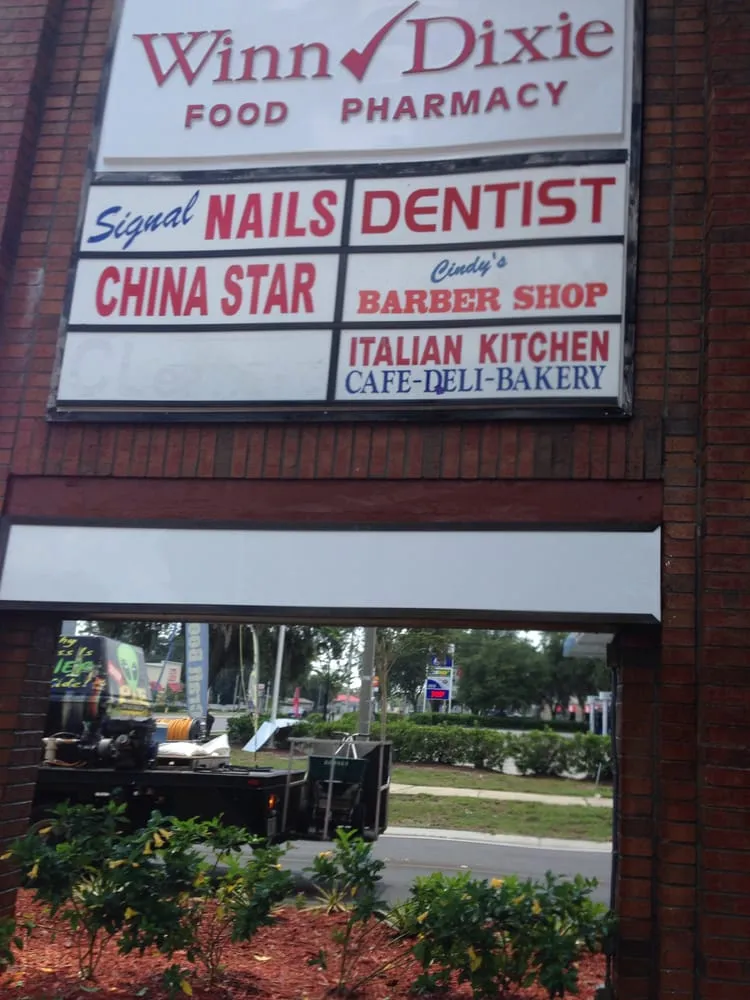 Winn Dixie
FOOD PHARMACY
Signal NAILS
DENTIST
CHINA STAR
Cindy's
BARBER SHOP
ITALIAN KITCHEN
CAFE-DELI-BAKERY